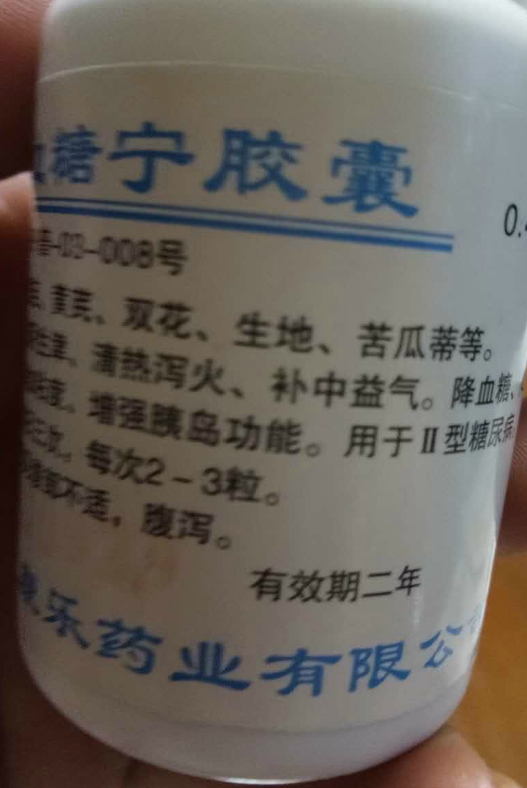 糖宁胶囊
0.
-03-008号
黄芪、双花、生地、苦瓜蒂等。
清热泻火、补中益气。降血糖、
增强胰岛功能。用于Ⅱ型糖尿病
每次2-3粒。
不适，腹泻。
有效期二年
乐药业有限公